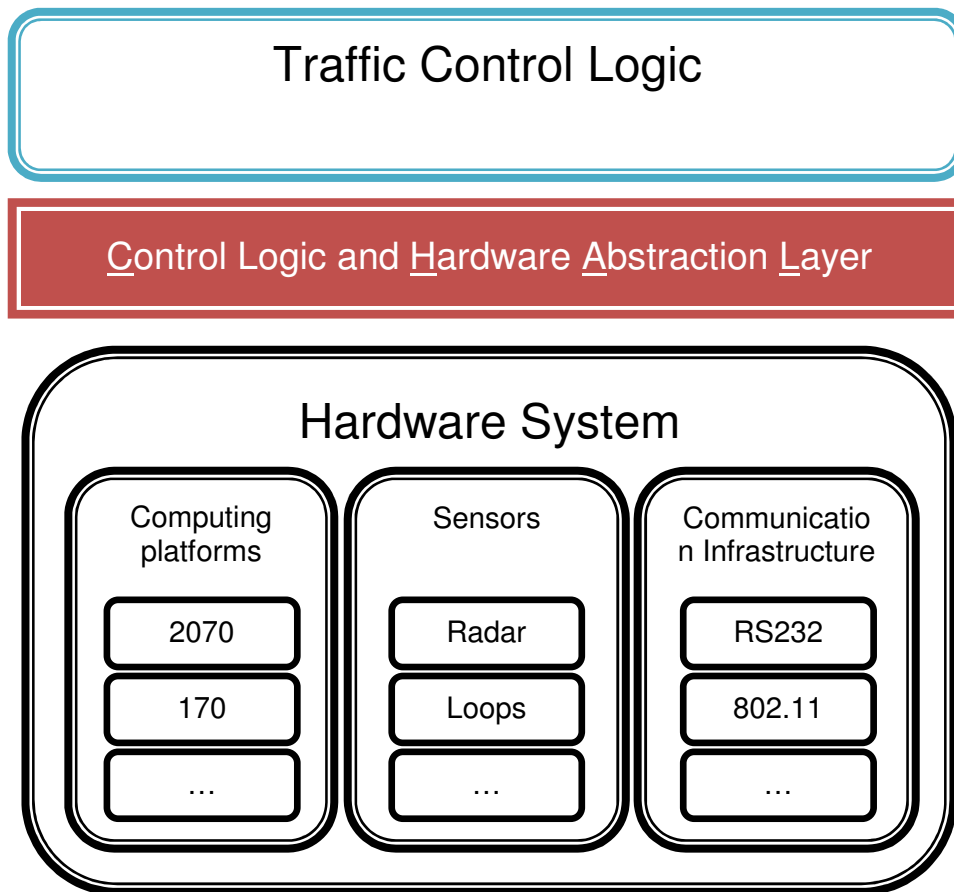 Traffic Control Logic
Control Logic and Hardware Abstraction Layer
Hardware System
Computing
platforms
2070
170
…
Sensors
Radar
Loops
…
Communicatio
n Infrastructure
RS232
802.11
…